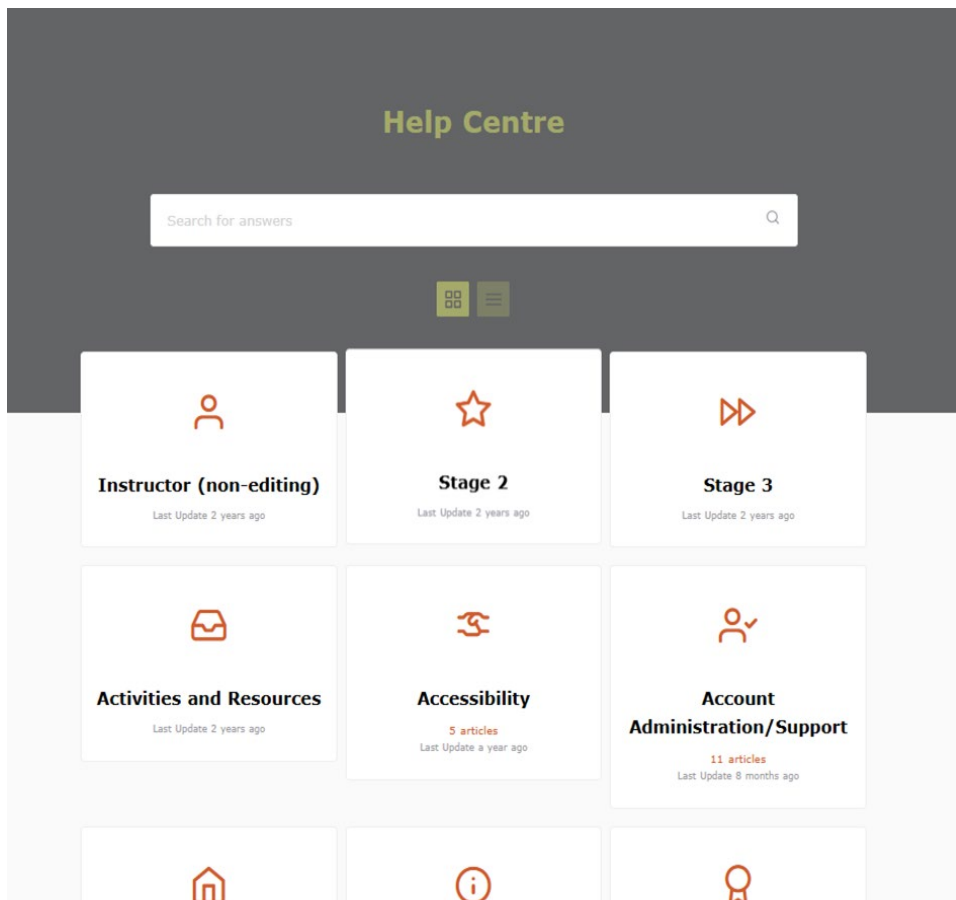 Help Centre
Search for answers
Instructor (non-editing)
Last Update 2 years ago
Stage 2
Last Update 2 years ago
Stage 3
Last Update 2 years ago
Activities and Resources
Last Update 2 years ago
Accessibility
5 articles
Last Update a year ago
Account
Administration/Support
11 articles
Last Update 8 months ago